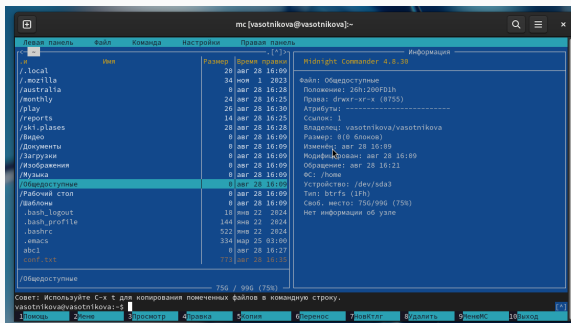 mc [vasotnikova@vasotnikova]:~
Левая панель Файл Команда Настройки Правая панель
<- ~ .[^]>
.и Имя Размер Время правки
/.local 20 авг 28 16:09
/.mozilla 34 ноя 1 2023
/australia 0 авг 28 16:28
/monthly 24 авг 28 16:25
/play 26 авг 28 16:30
/reports 14 авг 28 16:25
/ski.plases 28 авг 28 16:28
/Видео 0 авг 28 16:09
/Документы 0 авг 28 16:09
/Загрузки 0 авг 28 16:09
/Изображения 0 авг 28 16:09
/Музыка 0 авг 28 16:09
/Общедоступные 0 авг 28 16:09
/Рабочий стол 0 авг 28 16:09
/Шаблоны 0 авг 28 16:09
.bash_logout 18 янв 22 2024
.bash_profile 144 янв 22 2024
.bashrc 522 янв 22 2024
.emacs 334 мар 25 03:00
abc1 0 авг 28 16:27
conf.txt 773 авг 28 16:35
/Общедоступные
75G / 99G (75%)
Информация
Midnight Commander 4.8.30
Файл: Общедоступные
Положение: 26h:200FD1h
Права: drwxr-xr-x (0755)
Атрибуты: ------------------------
Ссылок: 1
Владелец: vasotnikova/vasotnikova
Размер: 0(0 блоков)
Изменён: авг 28 16:09
Модифицирован: авг 28 16:09
Обращение: авг 28 16:21
ФС: /home
Устройство: /dev/sda3
Тип: btrfs (1Fh)
Своб. место: 75G/99G (75%)
Нет информации об узле
Совет: Используйте C-x t для копирования помеченных файлов в командную строку.
vasotnikova@vasotnikova:~$ [^]
1Помощь 2Меню 3Просмотр 4Правка 5Копия 6Перенос 7НовКтлг 8Удалить 9МенюMC 10Выход